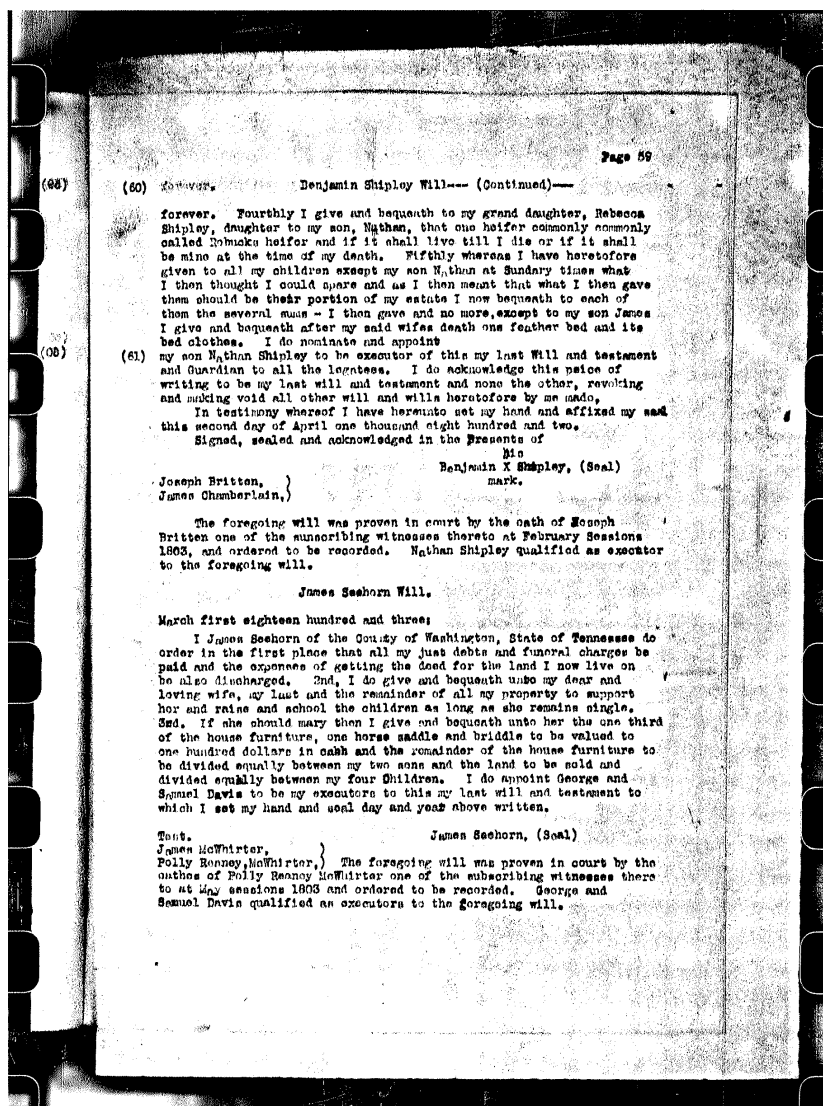 Page 59
(60) forever. Benjamin Shipley Will--- (Continued)---
forever. Fourthly I give and bequeath to my grand daughter, Rebecca
Shipley, daughter to my son, Nathan, that one heifer commonly commonly
called Robucks heifer and if it shall live till I die or if it shall
be mine at the time of my death. Fifthly whereas I have heretofore
given to all my children except my son Nathan at Sundary times what
I then thought I could spare and as I then meant that what I then gave
them should be their portion of my estate I now bequeath to each of
them the several sums - I then gave and no more, except to my son James
I give and bequeath after my said wifes death one feather bed and its
bed clothes. I do nominate and appoint
(61) my son Nathan Shipley to be executor of this my last Will and testament
and Guardian to all the legatees. I do acknowledge this peice of
writing to be my last will and testament and none the other, revoking
and making void all other will and wills heretofore by me made,
In testimony whereof I have hereunto set my hand and affixed my
this second day of April one thousand eight hundred and two.
Signed, sealed and acknowledged in the Presents of
his
Benjamin X Shipley, (Seal)
Joseph Britten, ) mark.
James Chamberlain,)
The foregoing will was proven in court by the oath of Joseph
Britten one of the sunscribing witnesses thereto at February Sessions
1803, and ordered to be recorded. Nathan Shipley qualified as executor
to the foregoing will.
James Seehorn Will.
March first eighteen hundred and three;
I James Seehorn of the County of Washington, State of Tennessee do
order in the first place that all my just debts and funeral charges be
paid and the expenses of getting the deed for the land I now live on
be also discharged. 2nd, I do give and bequeath unto my dear and
loving wife, my last and the remainder of all my property to support
her and raise and school the children as long as she remains single.
3rd. If she should mary then I give and bequeath unto her the one third
of the house furniture, one horse saddle and briddle to be valued to
one hundred dollars in cash and the romainder of the house furniture to
be divided equally between my two sons and the land to be sold and
divided equally between my four Children. I do appoint George and
Samuel Davis to be my executors to this my last will and testament to
which I set my hand and seal day and year above written.
Test. James Seehorn, (Seal)
James McWhirter, )
Polly Reaney, McWhirter,) The foregoing will was proven in court by the
oathes of Polly Reaney McWhirter one of the subscribing witnesses there
to at May sessions 1803 and ordered to be recorded. George and
Samuel Davis qualified as executors to the foregoing will.